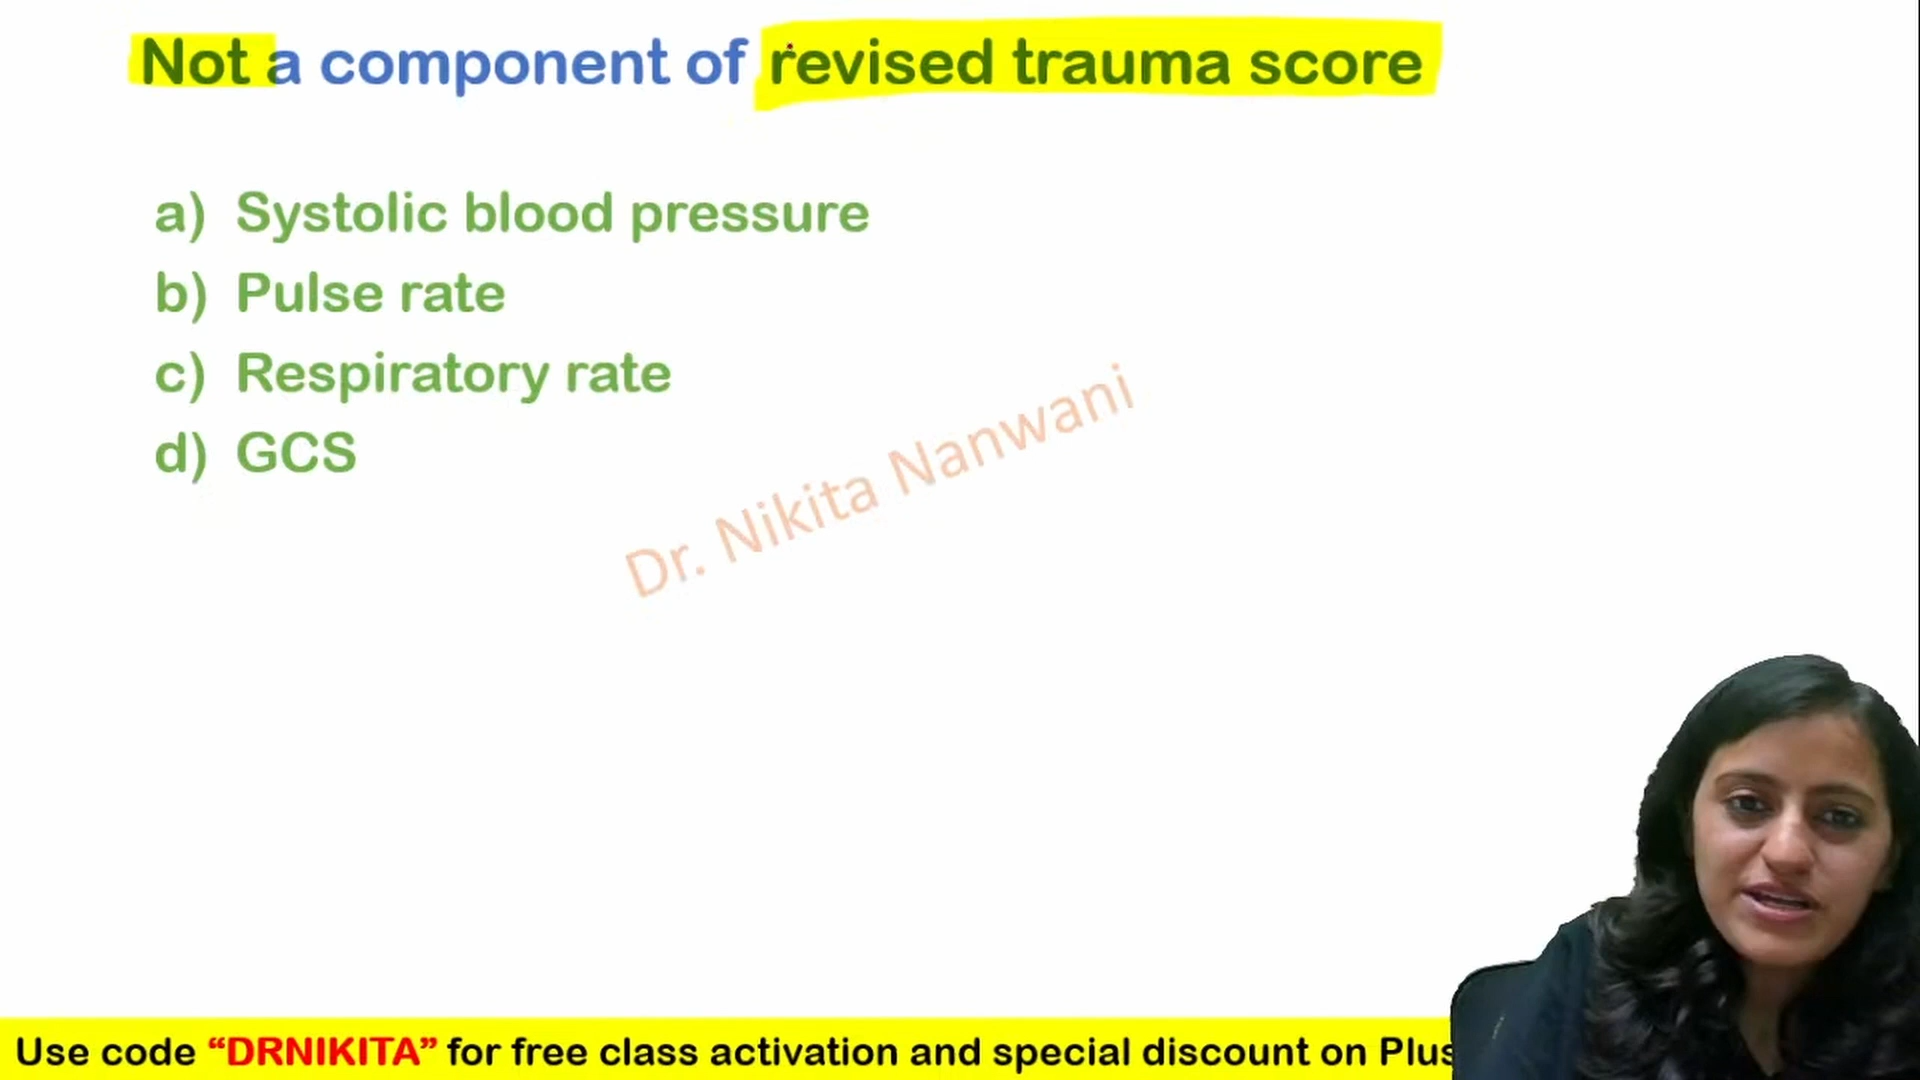 Not a component of revised trauma score
a) Systolic blood pressure
b) Pulse rate
c) Respiratory rate
d) GCS
Dr. Nikita Nanwani
Use code “DRNIKITA” for free class activation and special discount on Plus